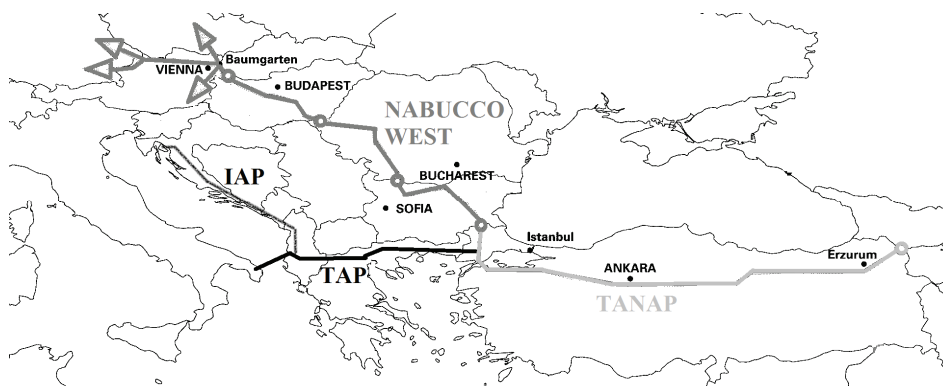 Baumgarten
VIENNA
BUDAPEST
NABUCCO
WEST
BUCHAREST
IAP
SOFIA
Istanbul
TAP
ANKARA
Erzurum
TANAP